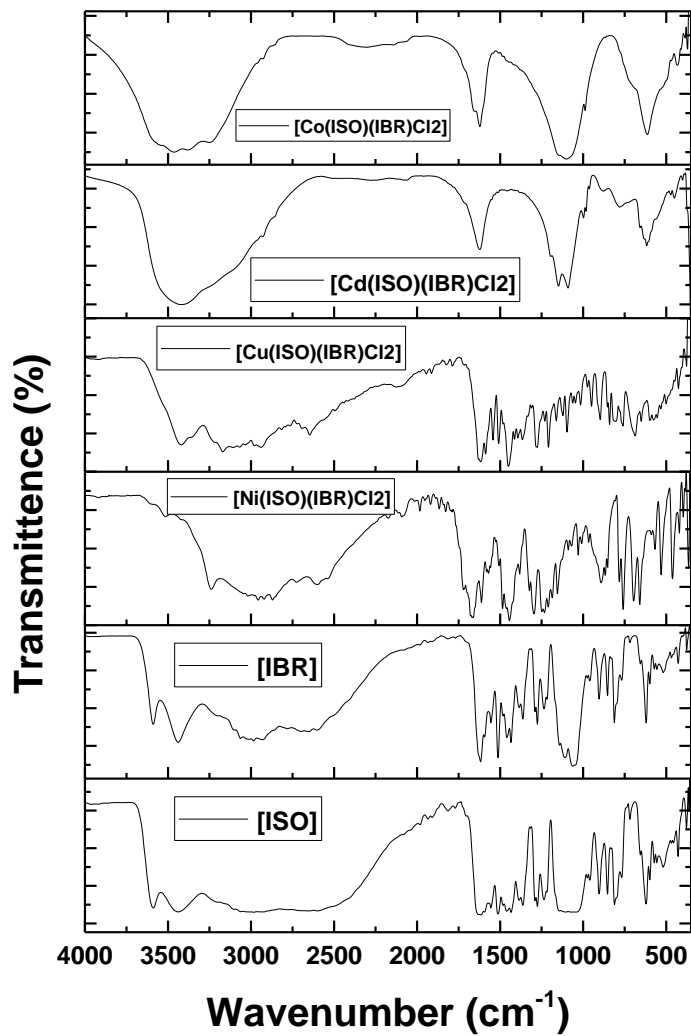 [Co(ISO)(IBR)Cl2]
[Cd(ISO)(IBR)Cl2]
[Cu(ISO)(IBR)Cl2]
[Ni(ISO)(IBR)Cl2]
[IBR]
[ISO]
Transmittence (%)
4000 3500 3000 2500 2000 1500 1000 500
Wavenumber (cm⁻¹)